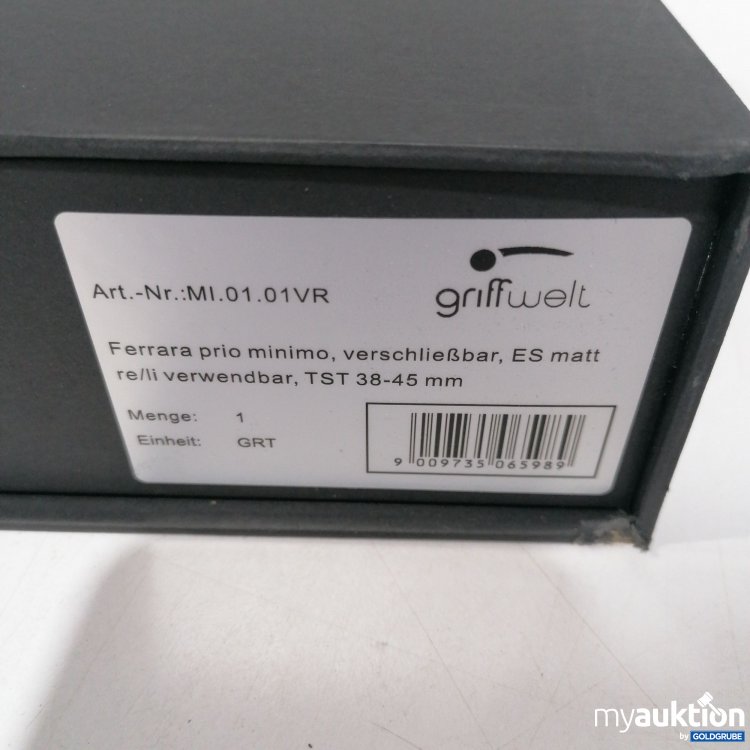 Art.-Nr.:MI.01.01VR
griffwelt
Ferrara prio minimo, verschließbar, ES matt
re/li verwendbar, TST 38-45 mm
Menge: 1
Einheit: GRT
9 009735 065989
myauktion
by GOLDGRUBE